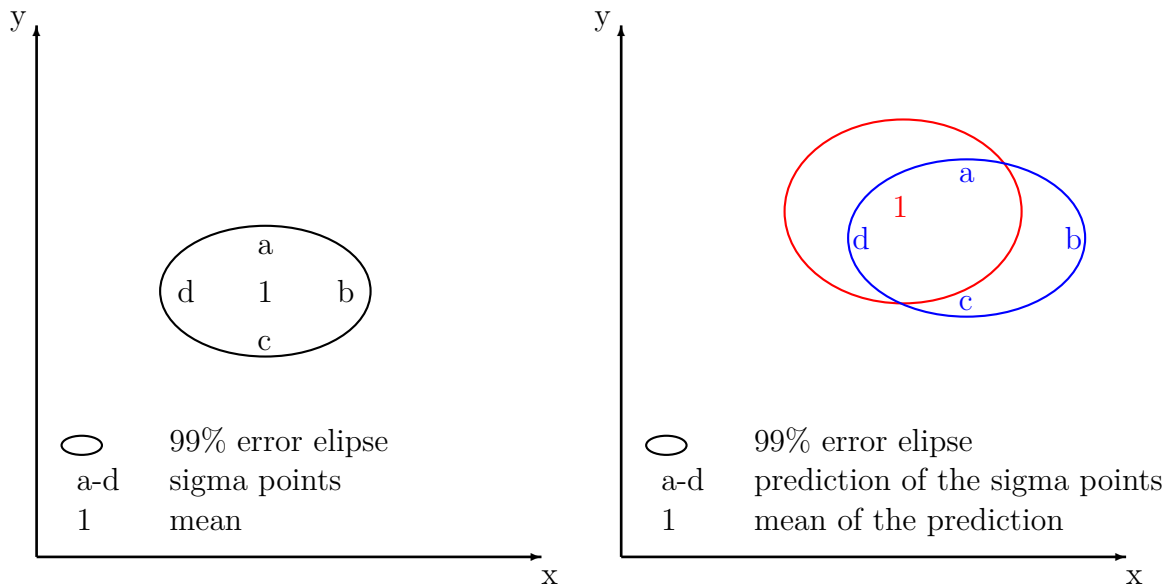 y
a
d 1 b
c
99% error elipse
a-d sigma points
1 mean
x
y
a
1
d b
c
99% error elipse
a-d prediction of the sigma points
1 mean of the prediction
x